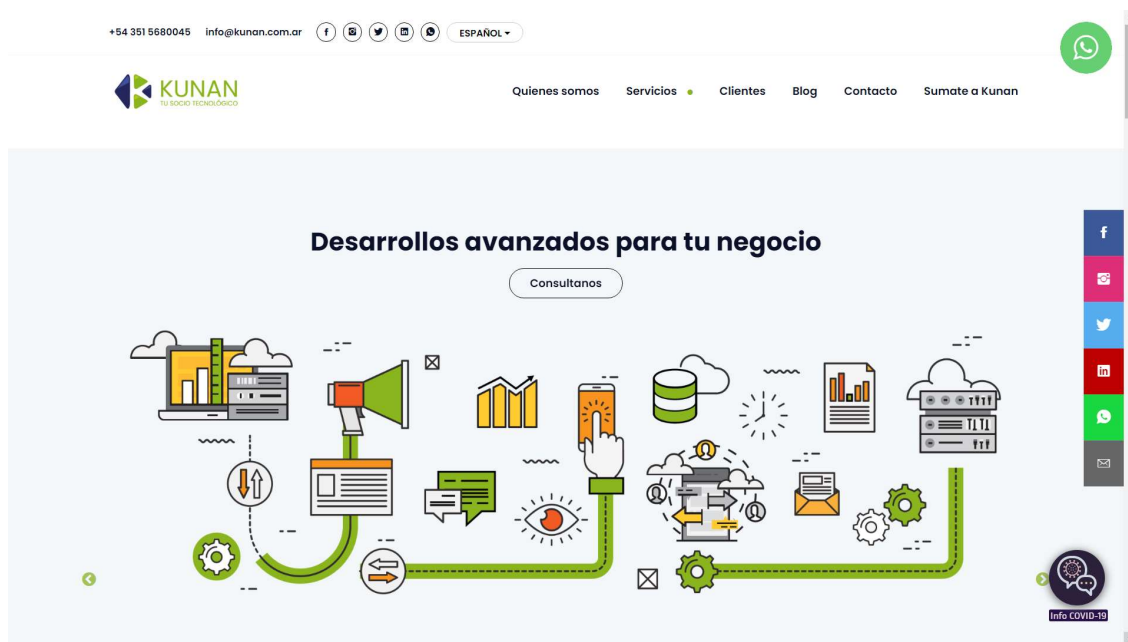 +54 351 5680045 info@kunan.com.ar ESPAÑOL
KUNAN
TU SOCIO TECNOLÓGICO
Quienes somos Servicios Clientes Blog Contacto Sumate a Kunan
Desarrollos avanzados para tu negocio
Consultanos
Info COVID-19